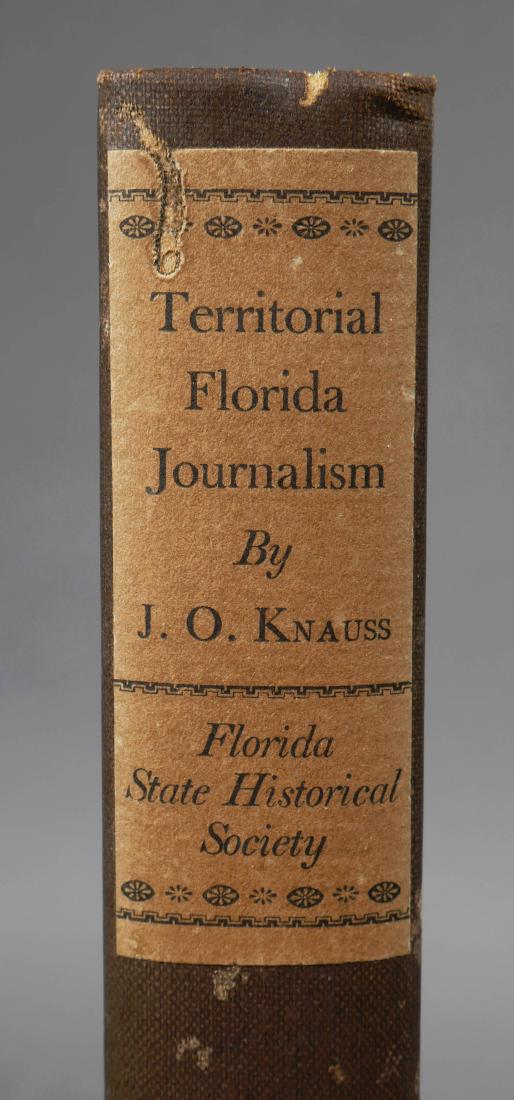 Territorial
Florida
Journalism
By
J. O. KNAUSS
Florida
State Historical
Society